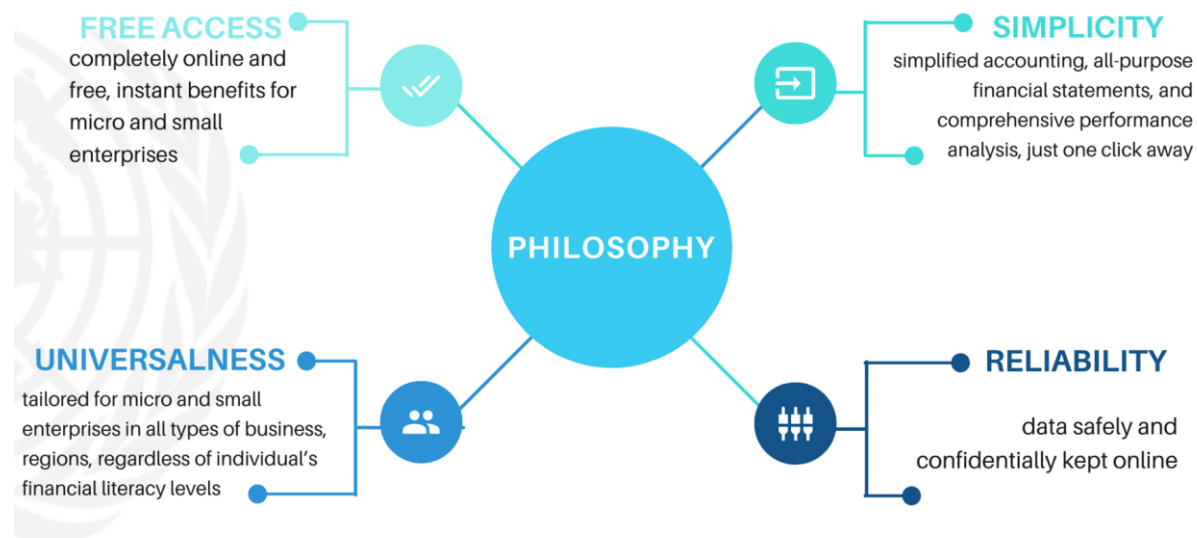 FREE ACCESS
completely online and
free, instant benefits for
micro and small
enterprises
SIMPLICITY
simplified accounting, all-purpose
financial statements, and
comprehensive performance
analysis, just one click away
PHILOSOPHY
UNIVERSALNESS
tailored for micro and small
enterprises in all types of business,
regions, regardless of individual’s
financial literacy levels
RELIABILITY
data safely and
confidentially kept online